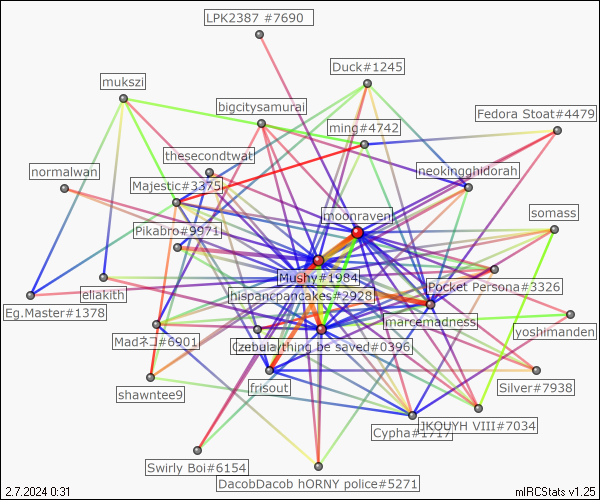 LPK2387 #7690
Duck#1245
mukszi
bigcitysamurai
Fedora Stoat#4479
ming#4742
thesecondtwat
normalwan
neokingghidorah
Majestic#3375
moonraven
somass
Pikabro#9971
Mushy#1984
eliakith
Pocket Persona#3326
hispancpancakes#2928
Eg.Master#1378
marcemadness
yoshimanden
Madネコ#6901
thing be saved#0396
frisout
shawntee9
Silver#7938
Cypha#1717
JKOUYH VIII#7034
Swirly Boi#6154
DacobDacob hORNY police#5271
2.7.2024 0:31
mIRCStats v1.25